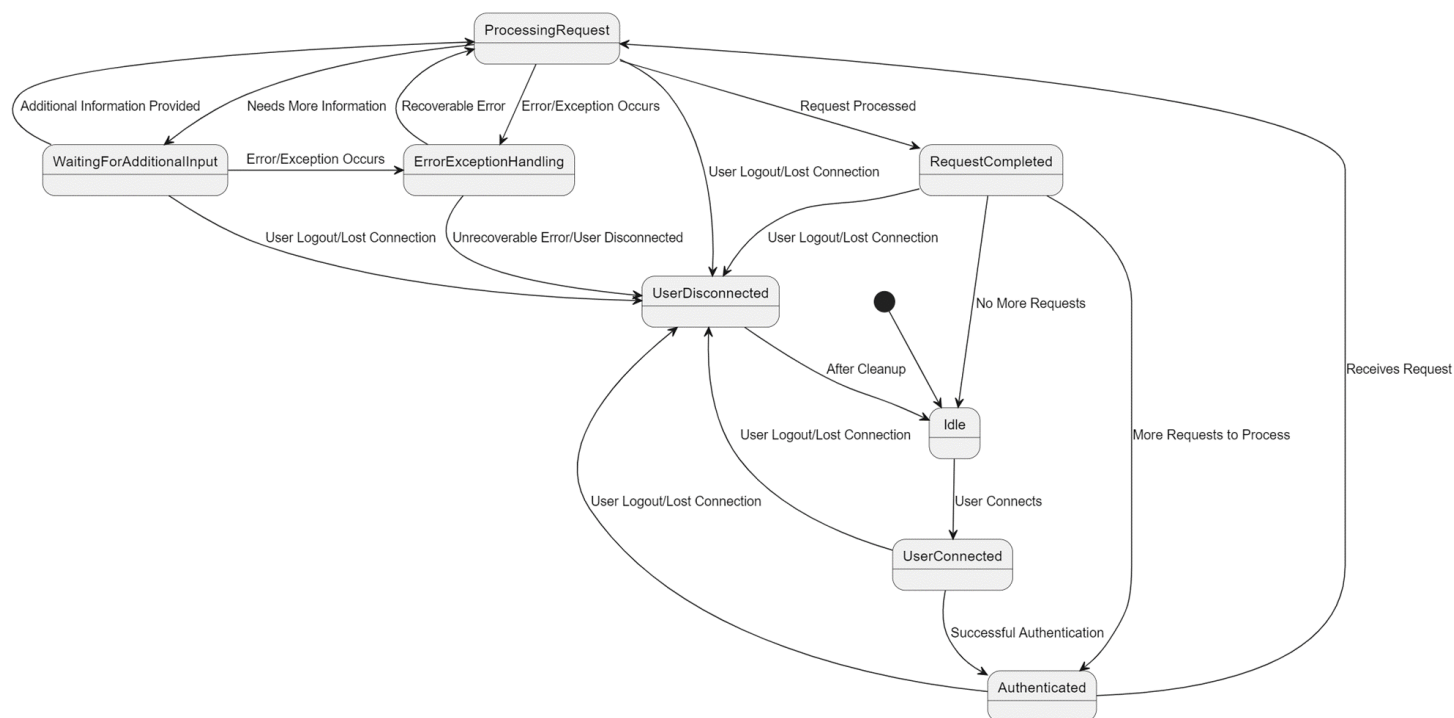 ProcessingRequest
Additional Information Provided
Needs More Information
Recoverable Error
Error/Exception Occurs
Request Processed
WaitingForAdditionalInput
Error/Exception Occurs
ErrorExceptionHandling
RequestCompleted
User Logout/Lost Connection
User Logout/Lost Connection
Unrecoverable Error/User Disconnected
User Logout/Lost Connection
UserDisconnected
No More Requests
After Cleanup
Receives Request
Idle
User Logout/Lost Connection
More Requests to Process
User Logout/Lost Connection
User Connects
UserConnected
Successful Authentication
Authenticated